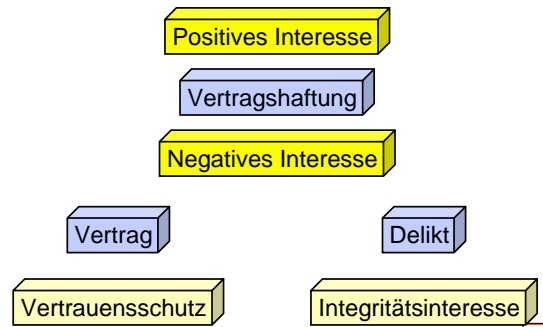 Positives Interesse
Vertragshaftung
Negatives Interesse
Vertrag
Delikt
Vertrauensschutz
Integritätsinteresse